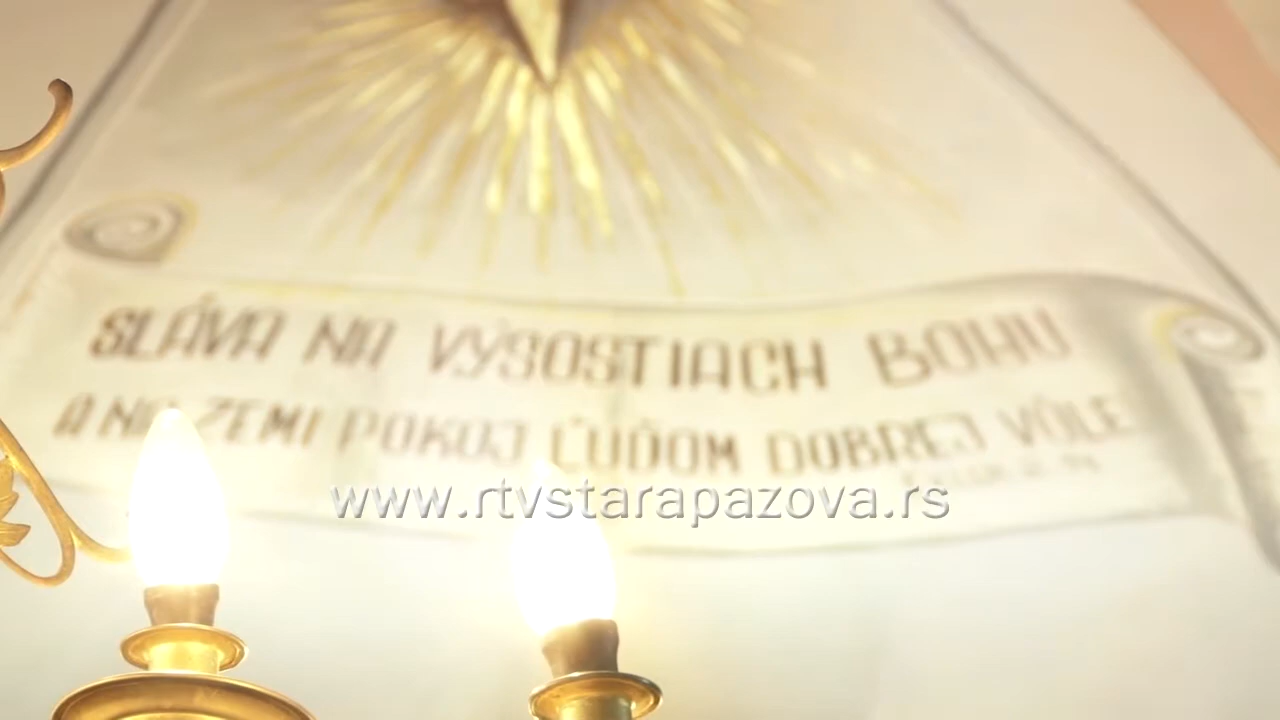 SLÁVA NA VÝSOSTIACH BOHU
A NA ZEMI POKOJ ĽUĎOM DOBREJ VÔLE
www.rtvstarapazova.rs